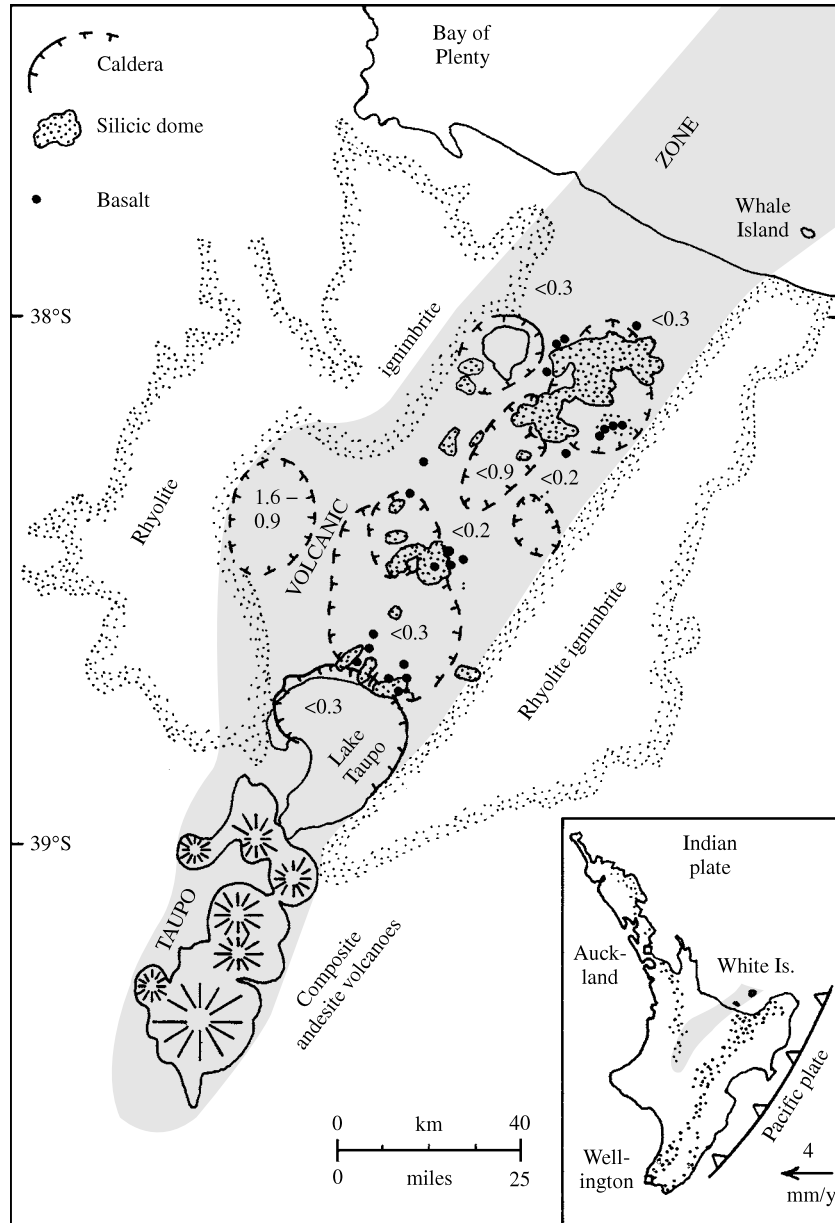 Caldera
Silicic dome
Basalt
Bay of
Plenty
ZONE
Whale
Island
38°S
<0.3
<0.3
ignimbrite
Rhyolite
<0.9
<0.2
1.6 –
0.9
VOLCANIC
<0.2
<0.3
Rhyolite ignimbrite
<0.3
Lake
Taupo
39°S
TAUPO
Composite
andesite volcanoes
0 km 40
0 miles 25
Indian
plate
Auck-
land
White Is.
Pacific plate
Well-
ington
4
mm/y